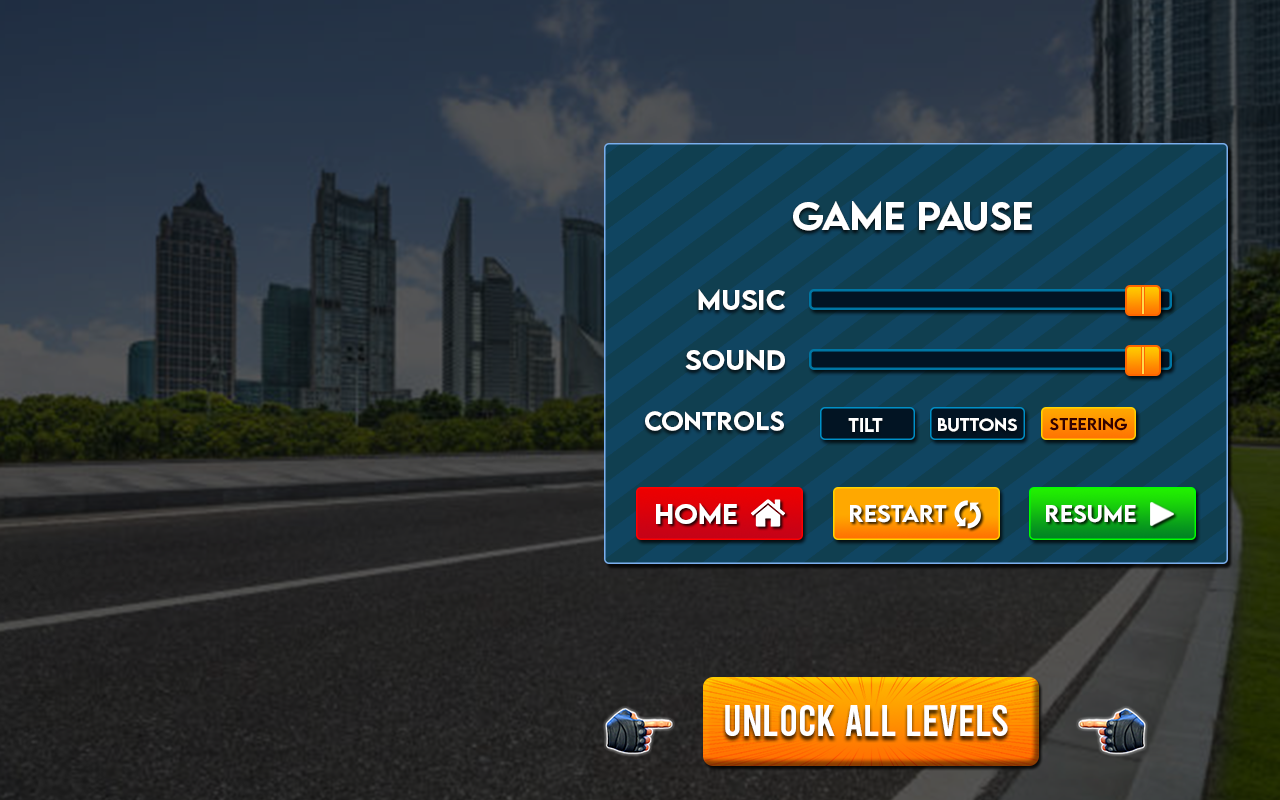 GAME PAUSE
MUSIC
SOUND
CONTROLS TILT BUTTONS STEERING
HOME RESTART RESUME
UNLOCK ALL LEVELS